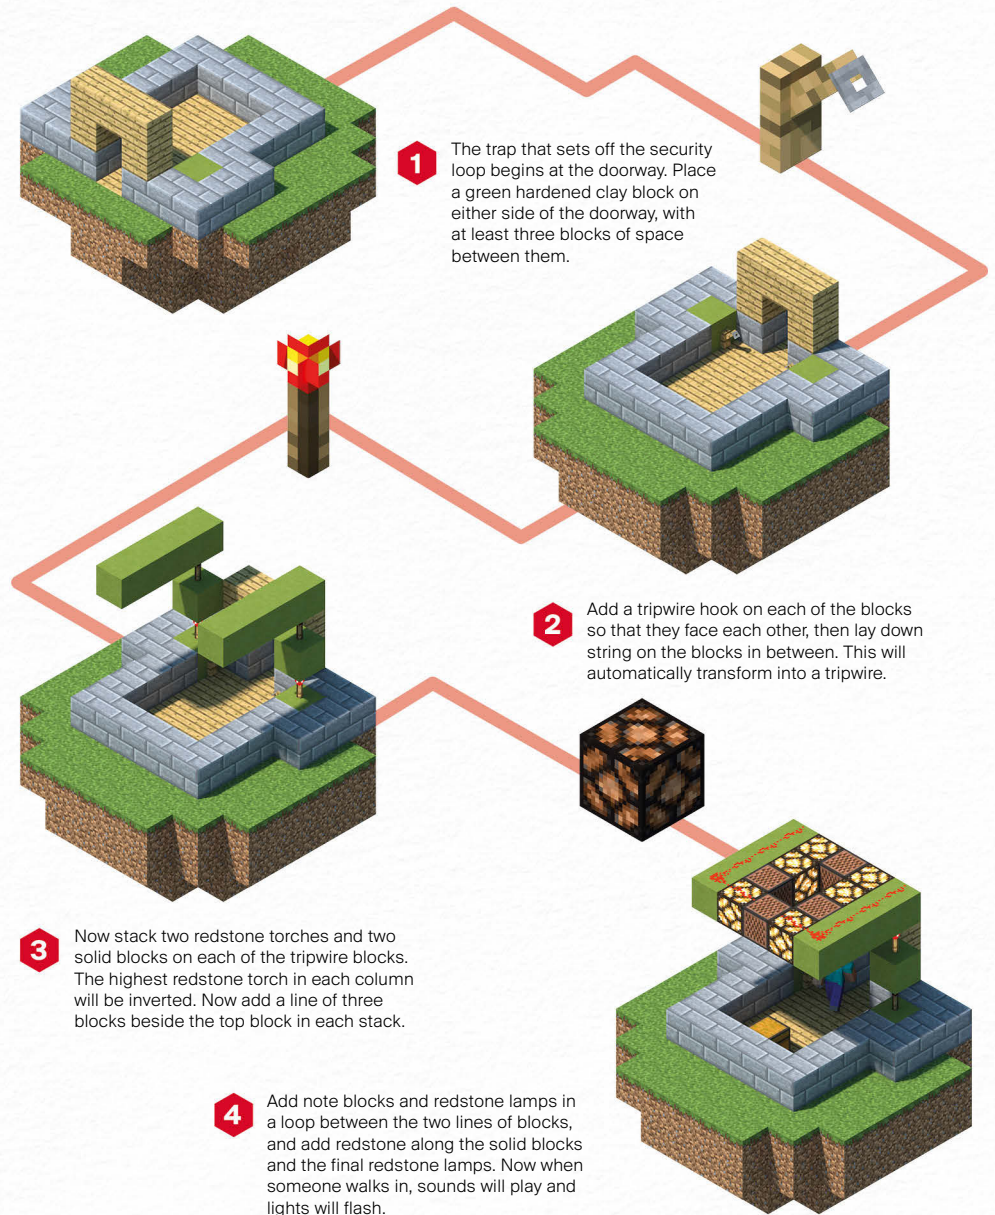 1
The trap that sets off the security
loop begins at the doorway. Place
a green hardened clay block on
either side of the doorway, with
at least three blocks of space
between them.
2
Add a tripwire hook on each of the blocks
so that they face each other, then lay down
string on the blocks in between. This will
automatically transform into a tripwire.
3
Now stack two redstone torches and two
solid blocks on each of the tripwire blocks.
The highest redstone torch in each column
will be inverted. Now add a line of three
blocks beside the top block in each stack.
4
Add note blocks and redstone lamps in
a loop between the two lines of blocks,
and add redstone along the solid blocks
and the final redstone lamps. Now when
someone walks in, sounds will play and
lights will flash.